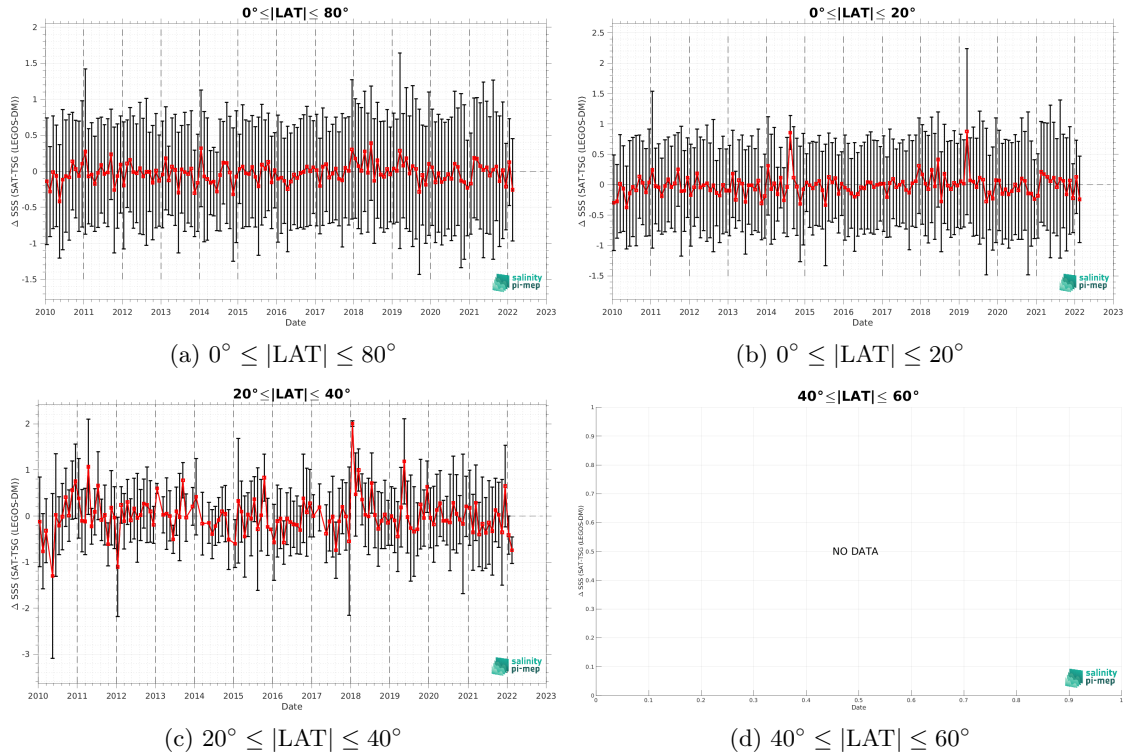 0°≤|LAT|≤ 80°
Δ SSS (SAT-TSG (LEGOS-DM))
2
1.5
1
0.5
0
-0.5
-1
-1.5
salinity
pi-mep
2010 2011 2012 2013 2014 2015 2016 2017 2018 2019 2020 2021 2022 2023
Date
(a) 0° ≤ |LAT| ≤ 80°
0°≤|LAT|≤ 20°
Δ SSS (SAT-TSG (LEGOS-DM))
2.5
2
1.5
1
0.5
0
-0.5
-1
-1.5
salinity
pi-mep
2010 2011 2012 2013 2014 2015 2016 2017 2018 2019 2020 2021 2022 2023
Date
(b) 0° ≤ |LAT| ≤ 20°
20°≤|LAT|≤ 40°
Δ SSS (SAT-TSG (LEGOS-DM))
2
1
0
-1
-2
-3
salinity
pi-mep
2010 2011 2012 2013 2014 2015 2016 2017 2018 2019 2020 2021 2022 2023
Date
(c) 20° ≤ |LAT| ≤ 40°
40°≤|LAT|≤ 60°
Δ SSS (SAT-TSG (LEGOS-DM))
1
0.9
0.8
0.7
0.6
0.5
0.4
0.3
0.2
0.1
0
NO DATA
salinity
pi-mep
0 0.1 0.2 0.3 0.4 0.5 0.6 0.7 0.8 0.9 1
Date
(d) 40° ≤ |LAT| ≤ 60°